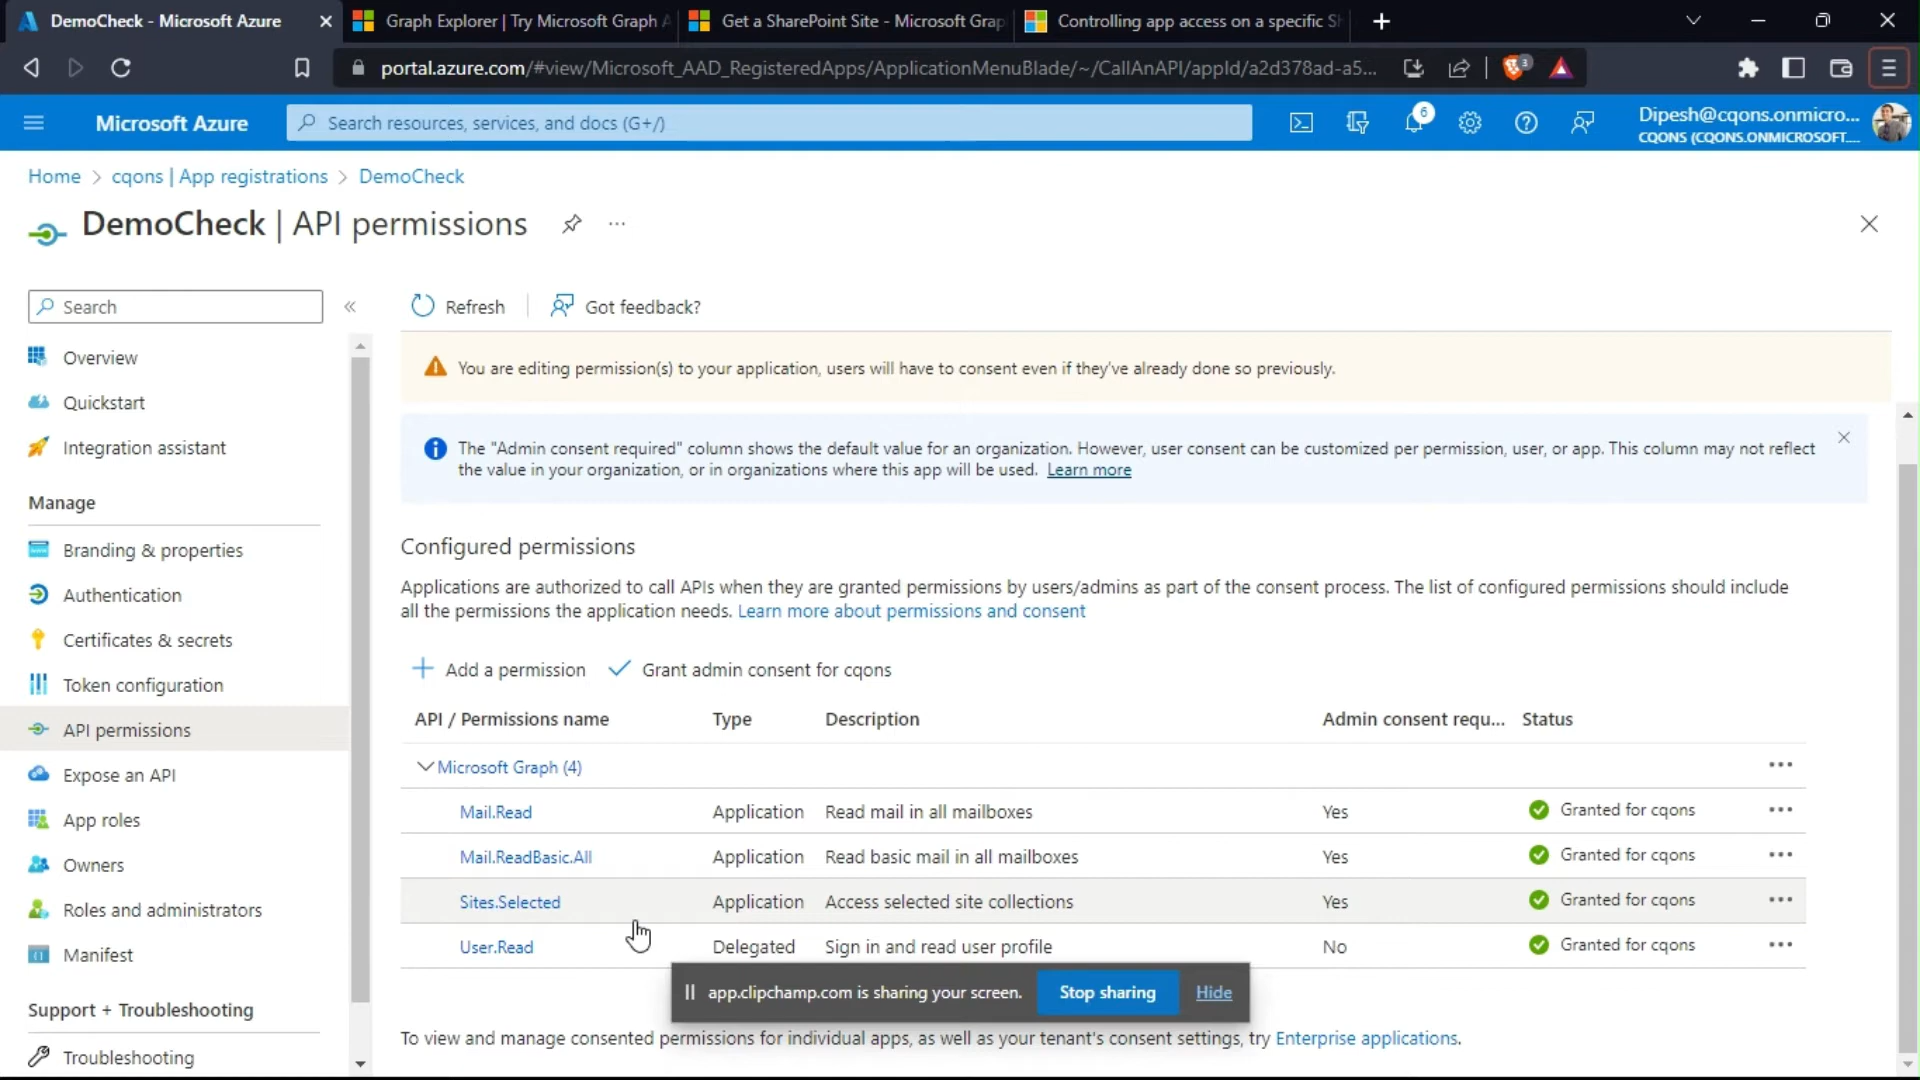 DemoCheck - Microsoft Azure
Graph Explorer | Try Microsoft Graph A
Get a SharePoint Site - Microsoft Grap
Controlling app access on a specific Sh
portal.azure.com/#view/Microsoft_AAD_RegisteredApps/ApplicationMenuBlade/~/CallAnAPI/appId/a2d378ad-a5...
3
Microsoft Azure
Search resources, services, and docs (G+/)
6
Dipesh@cqons.onmicro...
CQONS (CQONS.ONMICROSOFT....
Home > cqons | App registrations > DemoCheck
DemoCheck | API permissions
Search
Refresh
Got feedback?
Overview
Quickstart
Integration assistant
Manage
Branding & properties
Authentication
Certificates & secrets
Token configuration
API permissions
Expose an API
App roles
Owners
Roles and administrators
Manifest
Support + Troubleshooting
Troubleshooting
You are editing permission(s) to your application, users will have to consent even if they've already done so previously.
The "Admin consent required" column shows the default value for an organization. However, user consent can be customized per permission, user, or app. This column may not reflect
the value in your organization, or in organizations where this app will be used. Learn more
Configured permissions
Applications are authorized to call APIs when they are granted permissions by users/admins as part of the consent process. The list of configured permissions should include
all the permissions the application needs. Learn more about permissions and consent
Add a permission
Grant admin consent for cqons
API / Permissions name Type Description Admin consent requ... Status
Microsoft Graph (4)
Mail.Read Application Read mail in all mailboxes Yes Granted for cqons
Mail.ReadBasic.All Application Read basic mail in all mailboxes Yes Granted for cqons
Sites.Selected Application Access selected site collections Yes Granted for cqons
User.Read Delegated Sign in and read user profile No Granted for cqons
app.clipchamp.com is sharing your screen. Stop sharing Hide
To view and manage consented permissions for individual apps, as well as your tenant's consent settings, try Enterprise applications.